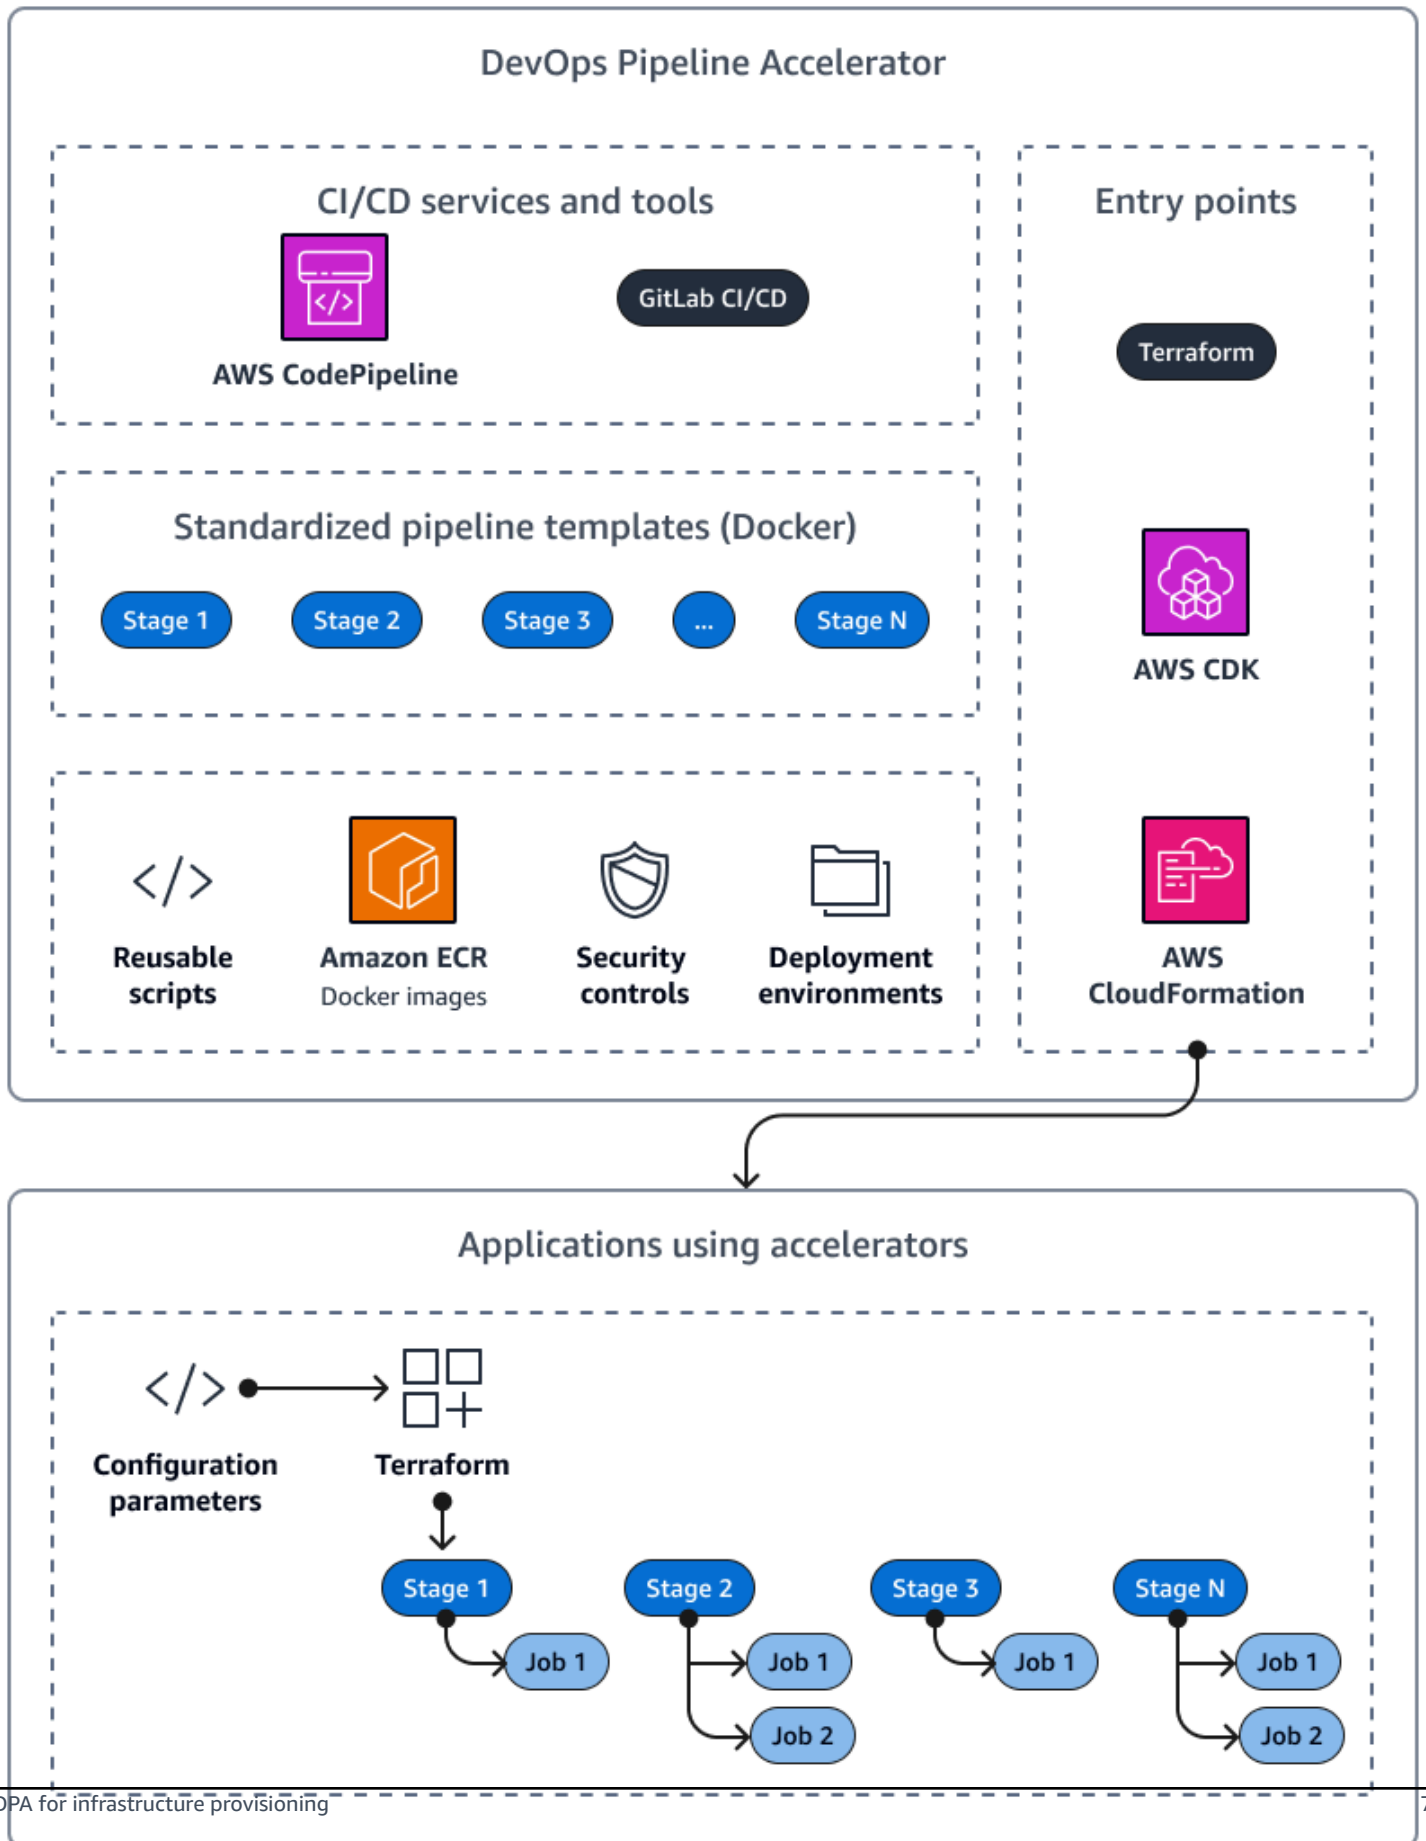 DevOps Pipeline Accelerator
CI/CD services and tools
AWS CodePipeline
GitLab CI/CD
Standardized pipeline templates (Docker)
Stage 1
Stage 2
Stage 3
...
Stage N
</>
Reusable
scripts
Amazon ECR
Docker images
Security
controls
Deployment
environments
Entry points
Terraform
AWS CDK
AWS
CloudFormation
Applications using accelerators
</>
Configuration
parameters
Terraform
Stage 1
Job 1
Stage 2
Job 1
Job 2
Stage 3
Job 1
Stage N
Job 1
Job 2
DPA for infrastructure provisioning
7